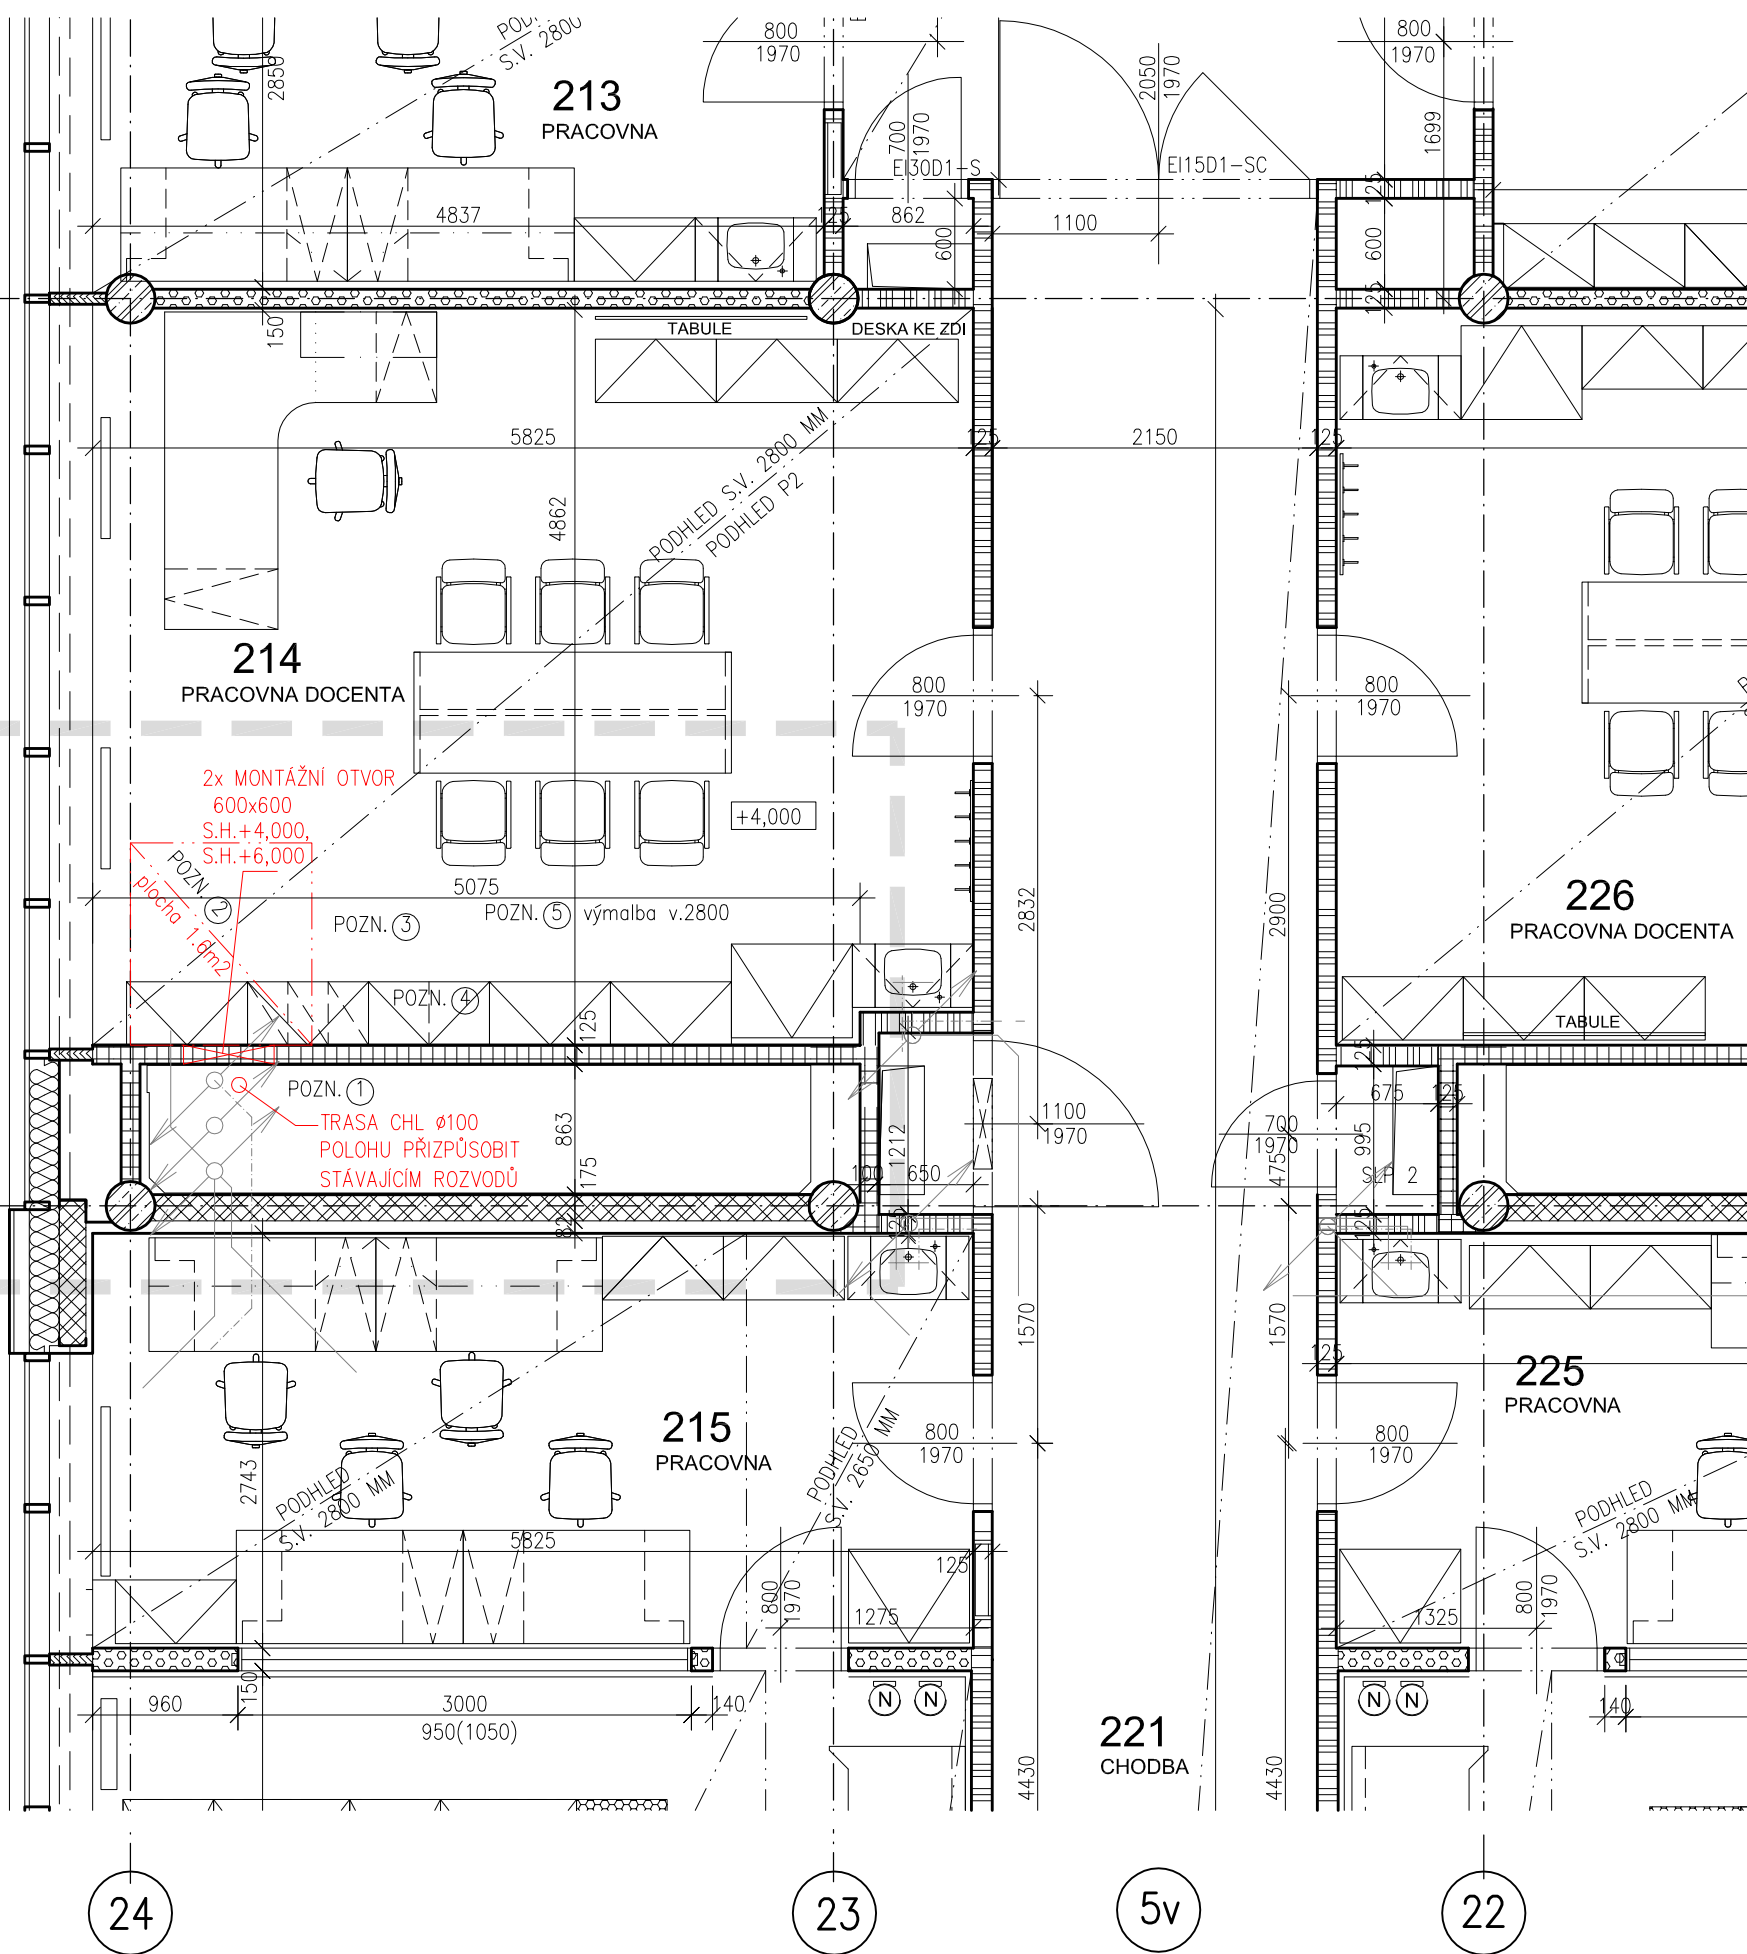 S.V. 2800
2859
213
PRACOVNA
800
1970
700
1970
EI30D1-S
2050
1970
EI15D1-SC
800
1970
1699
4837
125
862
600
1100
125
600
125
150
TABULE
DESKA KE ZDI
5825
125
2150
125
PODHLED S.V. 2800 MM
PODHLED P2
4862
214
PRACOVNA DOCENTA
800
1970
800
1970
2x MONTÁŽNÍ OTVOR
600x600
S.H.+4,000,
S.H.+6,000
+4,000
POZN. 2
plocha 1.6m2
5075
POZN. 3
POZN. 5 výmalba v.2800
2832
2900
226
PRACOVNA DOCENTA
POZN. 4
125
TABULE
125
POZN. 1
TRASA CHL ø100
POLOHU PŘIZPŮSOBIT
STÁVAJÍCÍM ROZVODŮ
863
175
82
1212
100
650
125
1100
1970
700
1970
475
995
675
125
SLP 2
125
1570
1570
125
225
PRACOVNA
215
PRACOVNA
800
1970
800
1970
2743
PODHLED
S.V. 2800 MM
PODHLED
S.V. 2650 MM
PODHLED
S.V. 2800 MM
5825
125
800
1970
1275
1325
800
1970
150
960
3000
950(1050)
140
N
N
N
N
140
221
CHODBA
4430
4430
24
23
5v
22